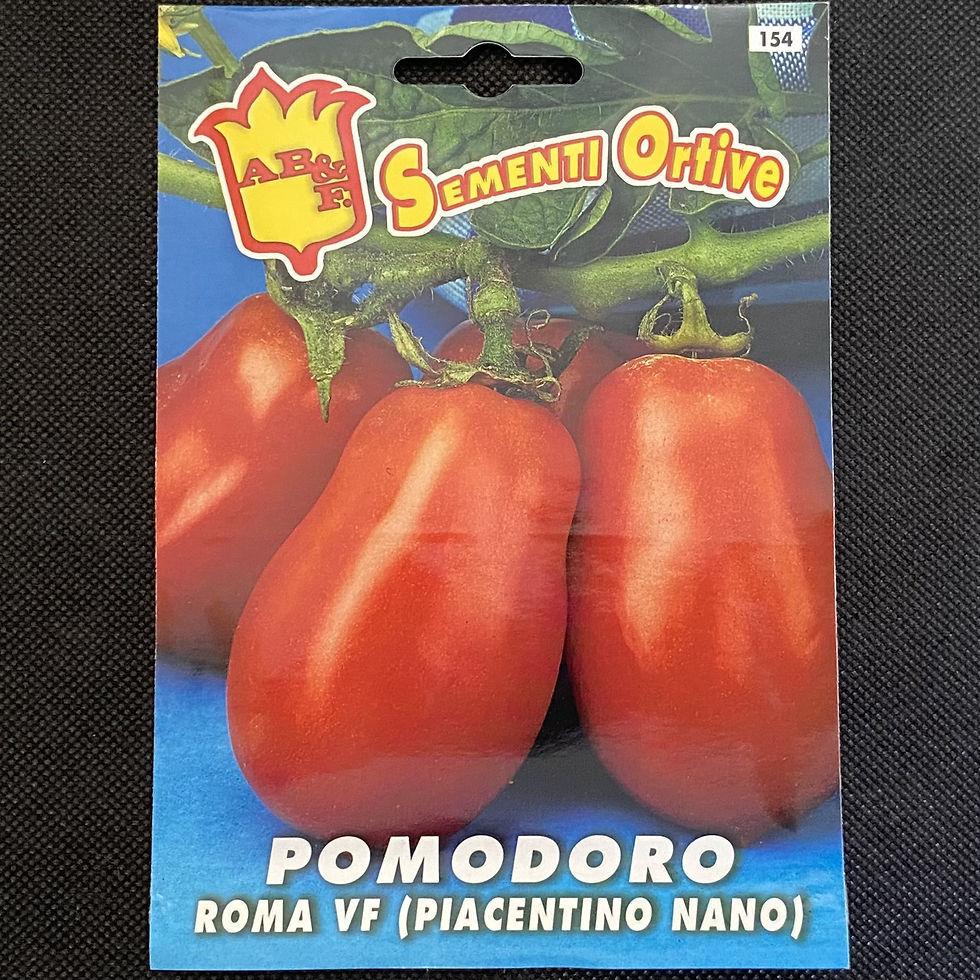 154
AB&
F.
SEMENTI ORtive
POMODORO
ROMA VF (PIACENTINO NANO)